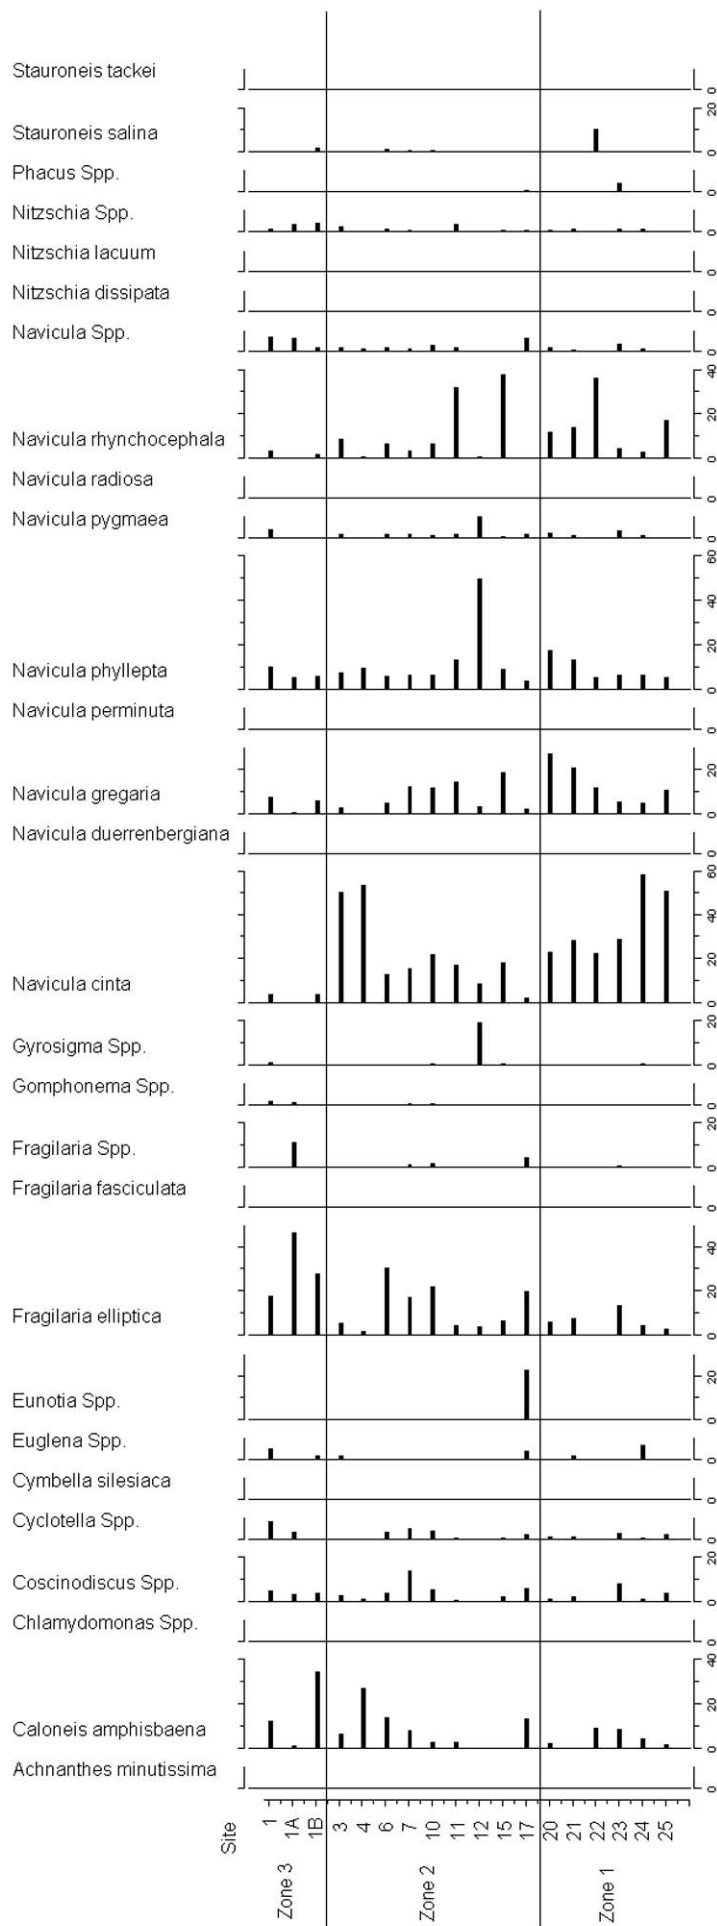 Stauroneis tackei
0
20
Stauroneis salina
0
Phacus Spp.
0
Nitzschia Spp.
0
Nitzschia lacuum
0
Nitzschia dissipata
0
Navicula Spp.
0
40
20
Navicula rhynchocephala
0
Navicula radiosa
0
Navicula pygmaea
0
60
40
20
Navicula phyllepta
0
Navicula perminuta
0
20
Navicula gregaria
0
Navicula duerrenbergiana
0
60
40
20
Navicula cinta
0
20
Gyrosigma Spp.
0
Gomphonema Spp.
0
20
Fragilaria Spp.
0
Fragilaria fasciculata
0
40
20
Fragilaria elliptica
0
20
Eunotia Spp.
0
Euglena Spp.
0
Cymbella silesiaca
0
Cyclotella Spp.
0
20
Coscinodiscus Spp.
0
Chlamydomonas Spp.
0
40
20
Caloneis amphisbaena
0
Achnanthes minutissima
0
Site 1 1A 1B 3 4 6 7 10 11 12 15 17 20 21 22 23 24 25
Zone 3 Zone 2 Zone 1